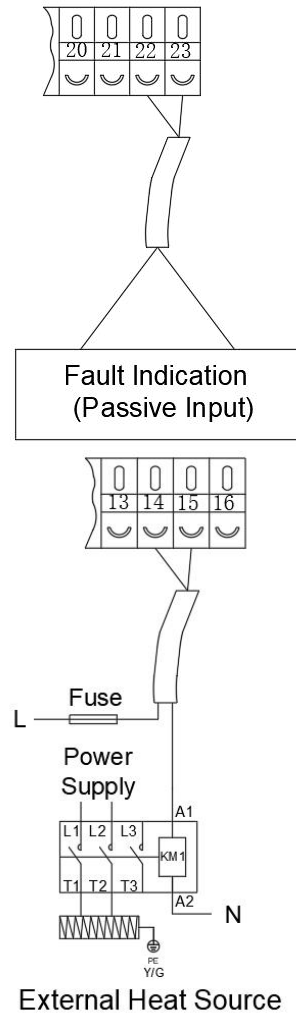 20 21 22 23
Fault Indication
(Passive Input)
13 14 15 16
Fuse
L
Power
Supply
A1
L1 L2 L3
KM1
T1 T2 T3
A2
N
PE
Y/G
External Heat Source